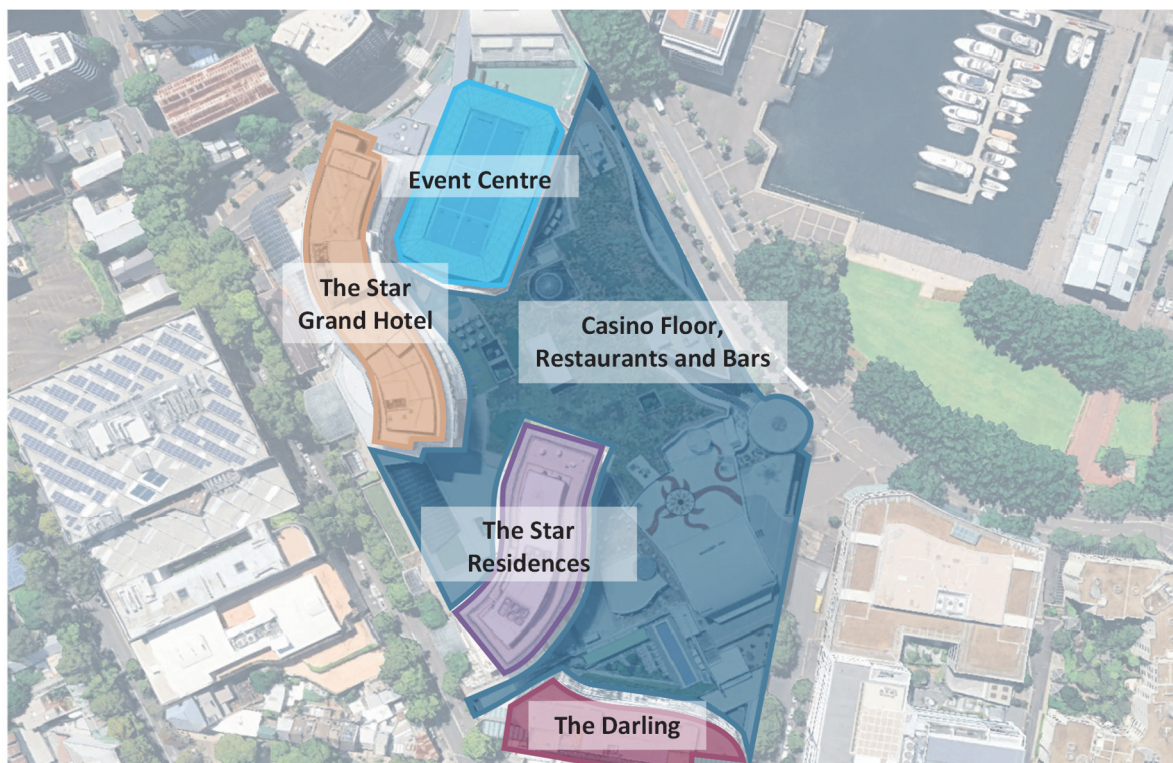 Event Centre
The Star
Grand Hotel
Casino Floor,
Restaurants and Bars
The Star
Residences
The Darling